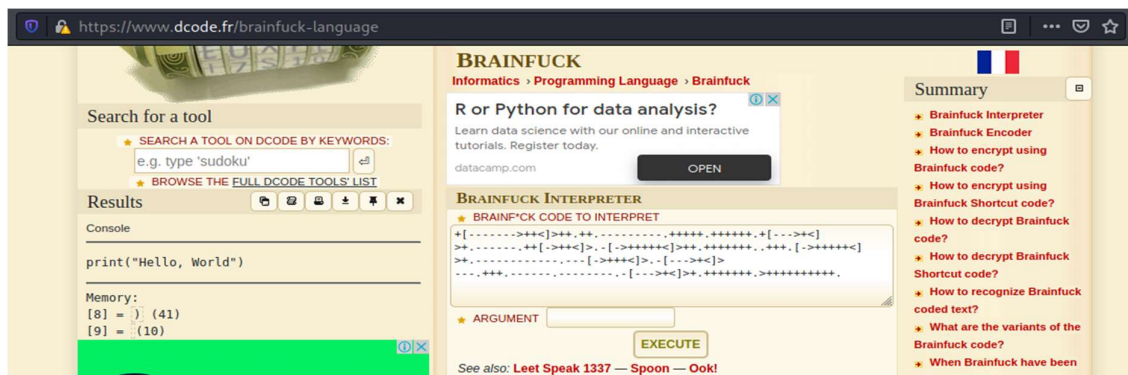 https://www.dcode.fr/brainfuck-language
Search for a tool
SEARCH A TOOL ON DCODE BY KEYWORDS:
e.g. type 'sudoku'
BROWSE THE FULL DCODE TOOLS' LIST
Results
Console
print("Hello, World")
Memory:
[8] = ) (41)
[9] = (10)
BRAINFUCK
Informatics › Programming Language › Brainfuck
R or Python for data analysis?
Learn data science with our online and interactive
tutorials. Register today.
datacamp.com
OPEN
BRAINFUCK INTERPRETER
BRAINF*CK CODE TO INTERPRET
+[------->++<]>++.++.---------.+++++.++++++.+[--->+<]
>+.------.++[->++<]>.-[->+++++<]>++.+++++++..+++.[->+++++<]
>+.------------.---[->+++<]>.-[--->+<]>
---.+++.------.--------.-[--->+<]>+.+++++++.>++++++++++.
ARGUMENT
EXECUTE
See also: Leet Speak 1337 — Spoon — Ook!
Summary
Brainfuck Interpreter
Brainfuck Encoder
How to encrypt using
Brainfuck code?
How to encrypt using
Brainfuck Shortcut code?
How to decrypt Brainfuck
code?
How to decrypt Brainfuck
Shortcut code?
How to recognize Brainfuck
coded text?
What are the variants of the
Brainfuck code?
When Brainfuck have been